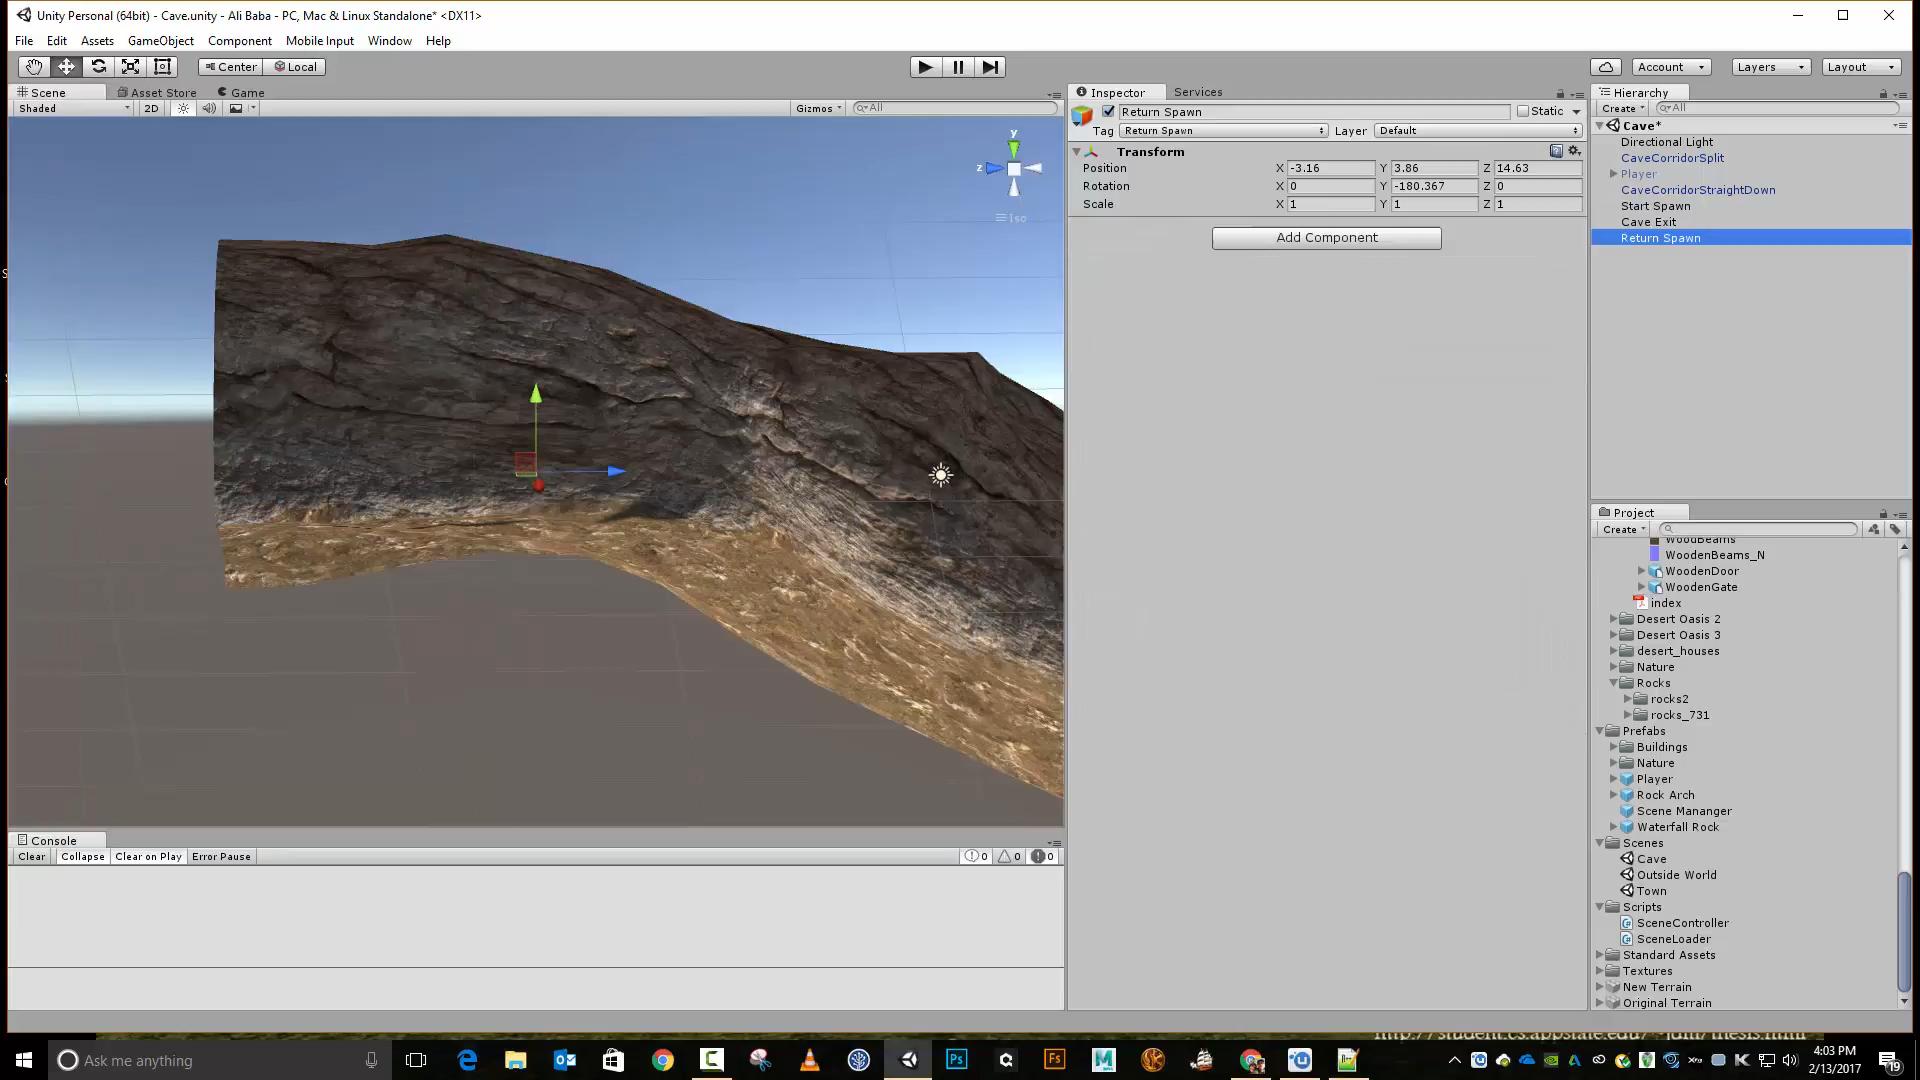 Unity Personal (64bit) - Cave.unity - Ali Baba - PC, Mac & Linux Standalone* <DX11>
File Edit Assets GameObject Component Mobile Input Window Help
Center Local
Account Layers Layout
Scene Asset Store Game
Shaded 2D Gizmos All
y
z
Iso
Inspector Services
Return Spawn Static
Tag Return Spawn Layer Default
Transform
Position X -3.16 Y 3.86 Z 14.63
Rotation X 0 Y -180.367 Z 0
Scale X 1 Y 1 Z 1
Add Component
Hierarchy
Create All
Cave*
Directional Light
CaveCorridorSplit
Player
CaveCorridorStraightDown
Start Spawn
Cave Exit
Return Spawn
Project
Create
WoodBeams
WoodenBeams_N
WoodenDoor
WoodenGate
index
Desert Oasis 2
Desert Oasis 3
desert_houses
Nature
Rocks
rocks2
rocks_731
Prefabs
Buildings
Nature
Player
Rock Arch
Scene Mananger
Waterfall Rock
Scenes
Cave
Outside World
Town
Scripts
SceneController
SceneLoader
Standard Assets
Textures
New Terrain
Original Terrain
Console
Clear Collapse Clear on Play Error Pause 0 0 0
Ask me anything
4:03 PM
2/13/2017
19